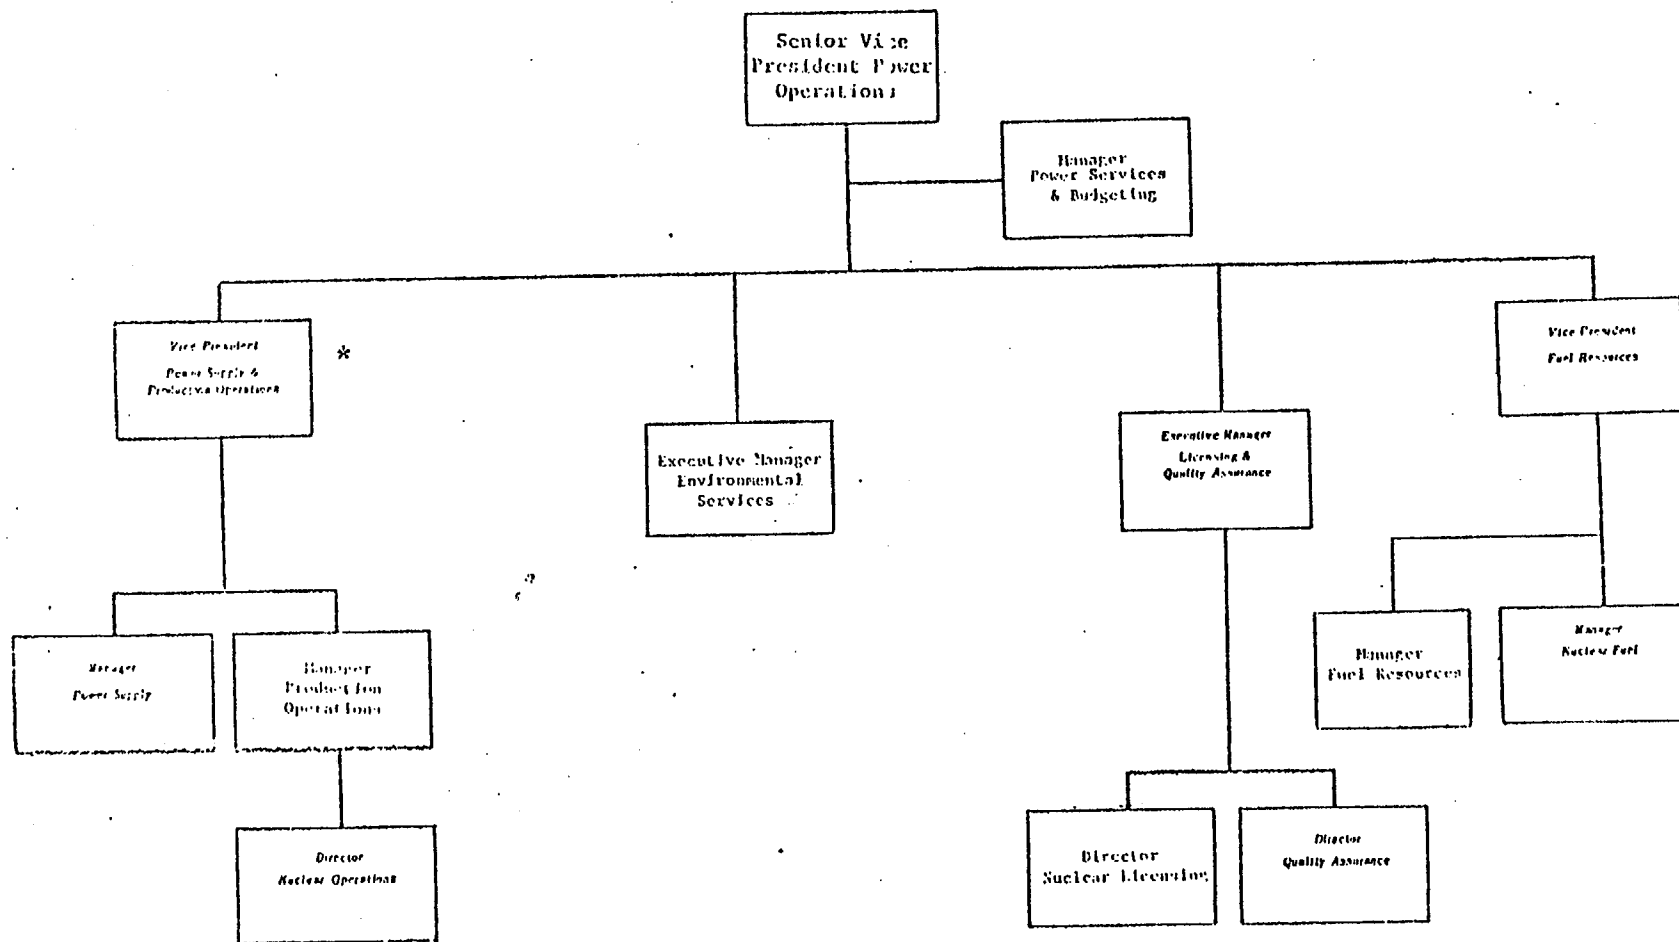 Senior Vice
President Power
Operations
Manager
Power Services
& Budgeting
Vice President
Power Supply &
Production Operations
*
Vice President
Fuel Resources
Executive Manager
Environmental
Services
Executive Manager
Licensing &
Quality Assurance
Manager
Power Supply
Manager
Production
Operations
Manager
Fuel Resources
Manager
Nuclear Fuel
Director
Nuclear Operations
Director
Nuclear Licensing
Director
Quality Assurance